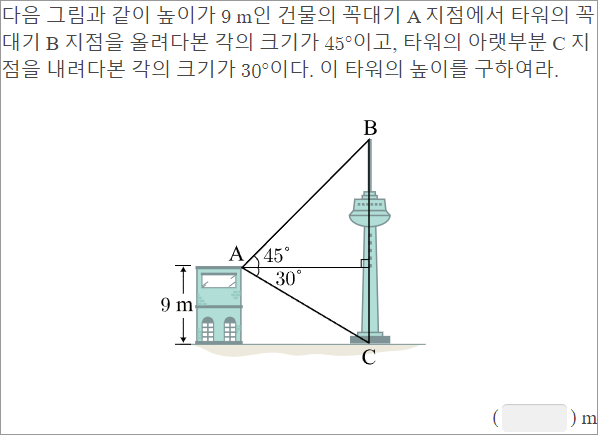 다음 그림과 같이 높이가 9 m인 건물의 꼭대기 A 지점에서 타워의 꼭
대기 B 지점을 올려다본 각의 크기가 45°이고, 타워의 아랫부분 C 지
점을 내려다본 각의 크기가 30°이다. 이 타워의 높이를 구하여라.
B
A
45°
30°
9 m
C
( ) m